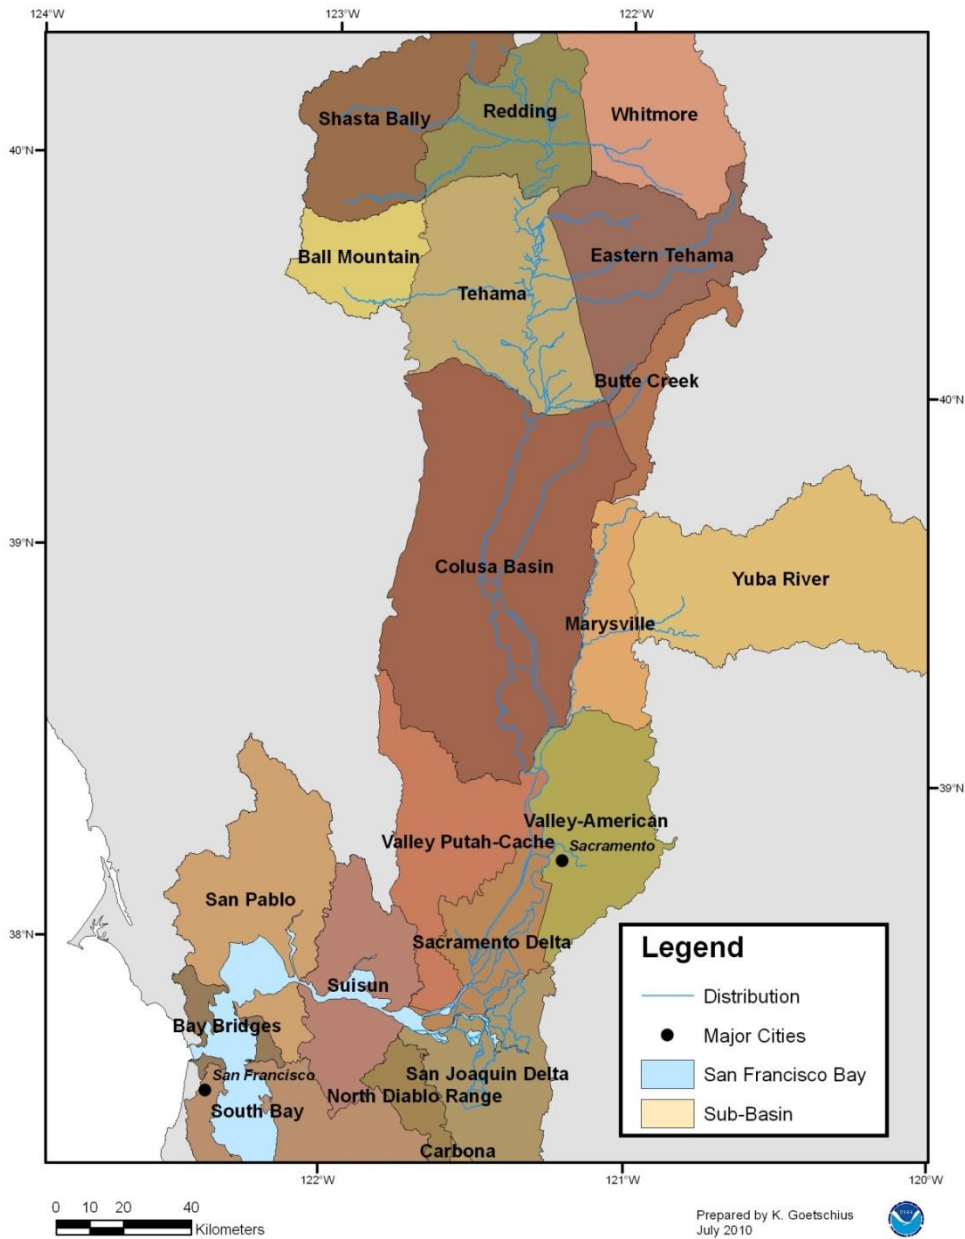 124°W
123°W
122°W
Redding
Whitmore
Shasta Bally
40°N
Ball Mountain
Eastern Tehama
Tehama
Butte Creek
40°N
39°N
Colusa Basin
Yuba River
Marysville
39°N
Valley-American
Valley Putah-Cache
Sacramento
San Pablo
38°N
Sacramento Delta
Suisun
Bay Bridges
San Francisco
San Joaquin Delta
North Diablo Range
South Bay
Carbona
Legend
Distribution
Major Cities
San Francisco Bay
Sub-Basin
122°W
121°W
120°W
0 10 20 40
Kilometers
Prepared by K. Goetschius
July 2010